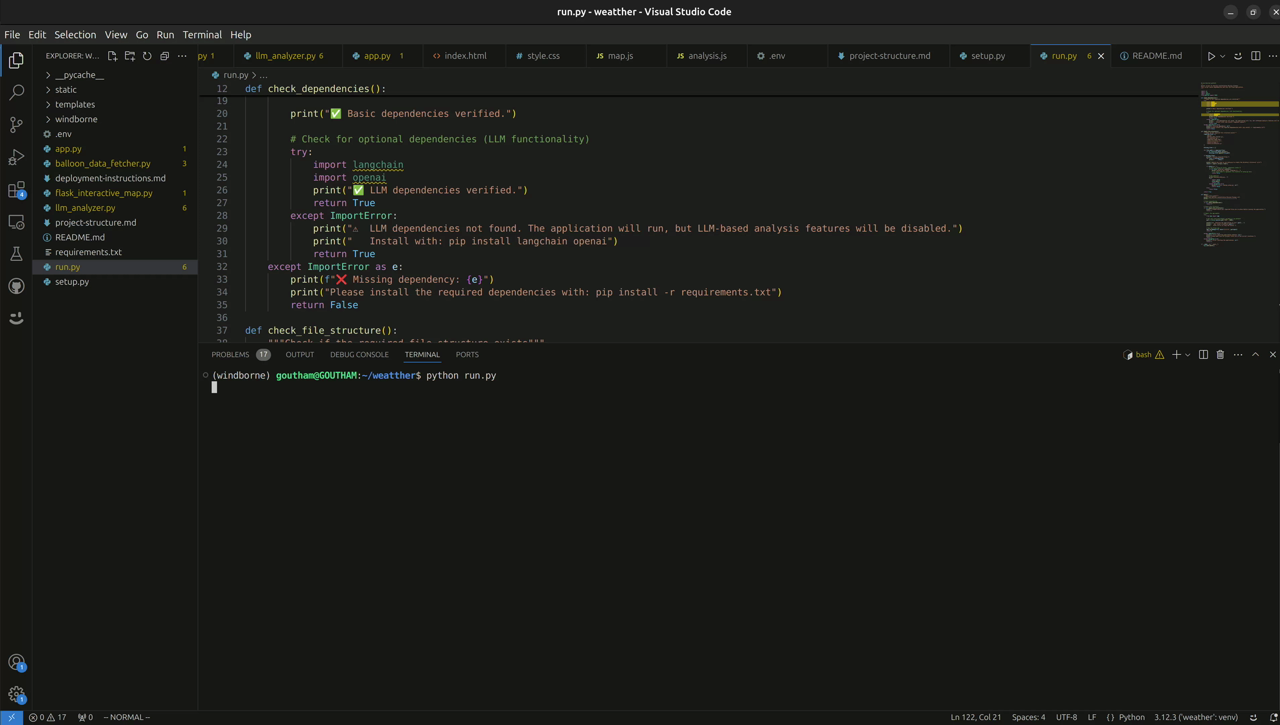 run.py - weatther - Visual Studio Code
File Edit Selection View Go Run Terminal Help
EXPLORER: W...
py 1 llm_analyzer.py 6 app.py 1 index.html style.css map.js analysis.js .env project-structure.md setup.py run.py 6 README.md
__pycache__
static
templates
windborne
.env
app.py 1
balloon_data_fetcher.py 3
deployment-instructions.md
flask_interactive_map.py 1
llm_analyzer.py 6
project-structure.md
README.md
requirements.txt
run.py 6
setup.py
run.py > ...
12 def check_dependencies():
19
20 print("✅ Basic dependencies verified.")
21
22 # Check for optional dependencies (LLM functionality)
23 try:
24 import langchain
25 import openai
26 print("✅ LLM dependencies verified.")
27 return True
28 except ImportError:
29 print("⚠ LLM dependencies not found. The application will run, but LLM-based analysis features will be disabled.")
30 print("   Install with: pip install langchain openai")
31 return True
32 except ImportError as e:
33 print(f"❌ Missing dependency: {e}")
34 print("Please install the required dependencies with: pip install -r requirements.txt")
35 return False
36
37 def check_file_structure():
"""Check if the required file structure exists"""
PROBLEMS 17 OUTPUT DEBUG CONSOLE TERMINAL PORTS
bash
(windborne) goutham@GOUTHAM:~/weatther$ python run.py
4
1
1
0 17 0 -- NORMAL --
Ln 122, Col 21 Spaces: 4 UTF-8 LF {} Python 3.12.3 ('weather': venv)